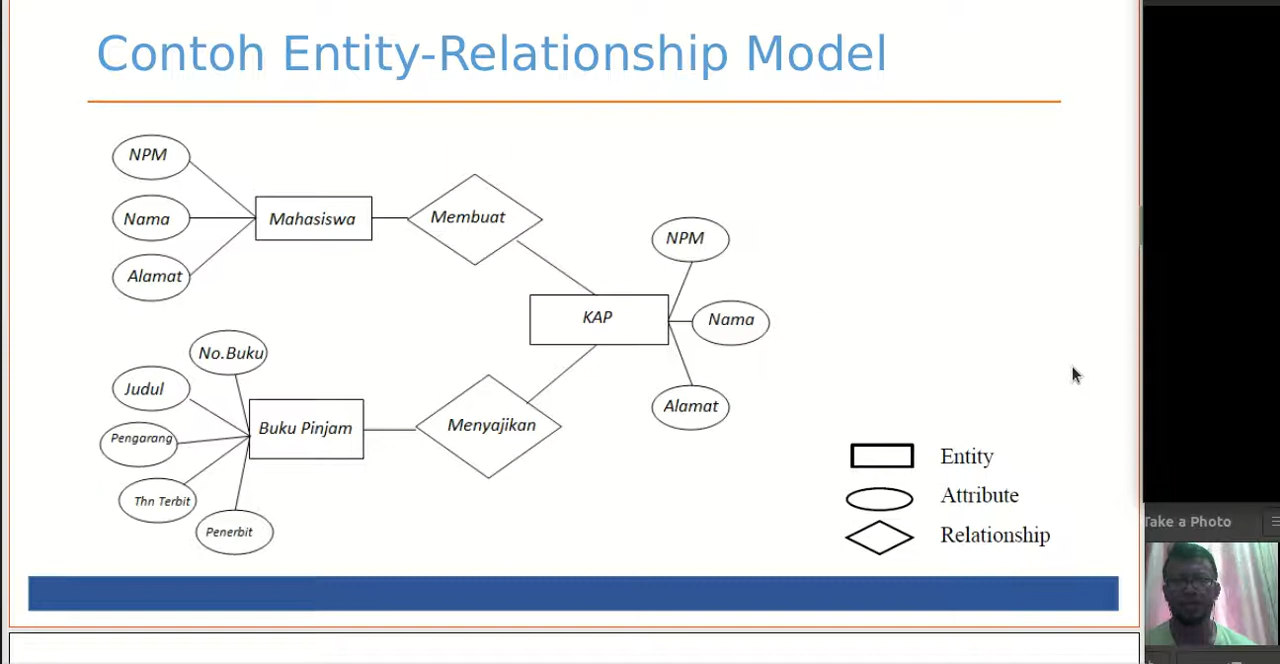 Contoh Entity-Relationship Model
NPM
Nama
Alamat
Mahasiswa
Membuat
NPM
KAP
Nama
Alamat
No.Buku
Judul
Pengarang
Thn Terbit
Penerbit
Buku Pinjam
Menyajikan
Entity
Attribute
Relationship
Take a Photo